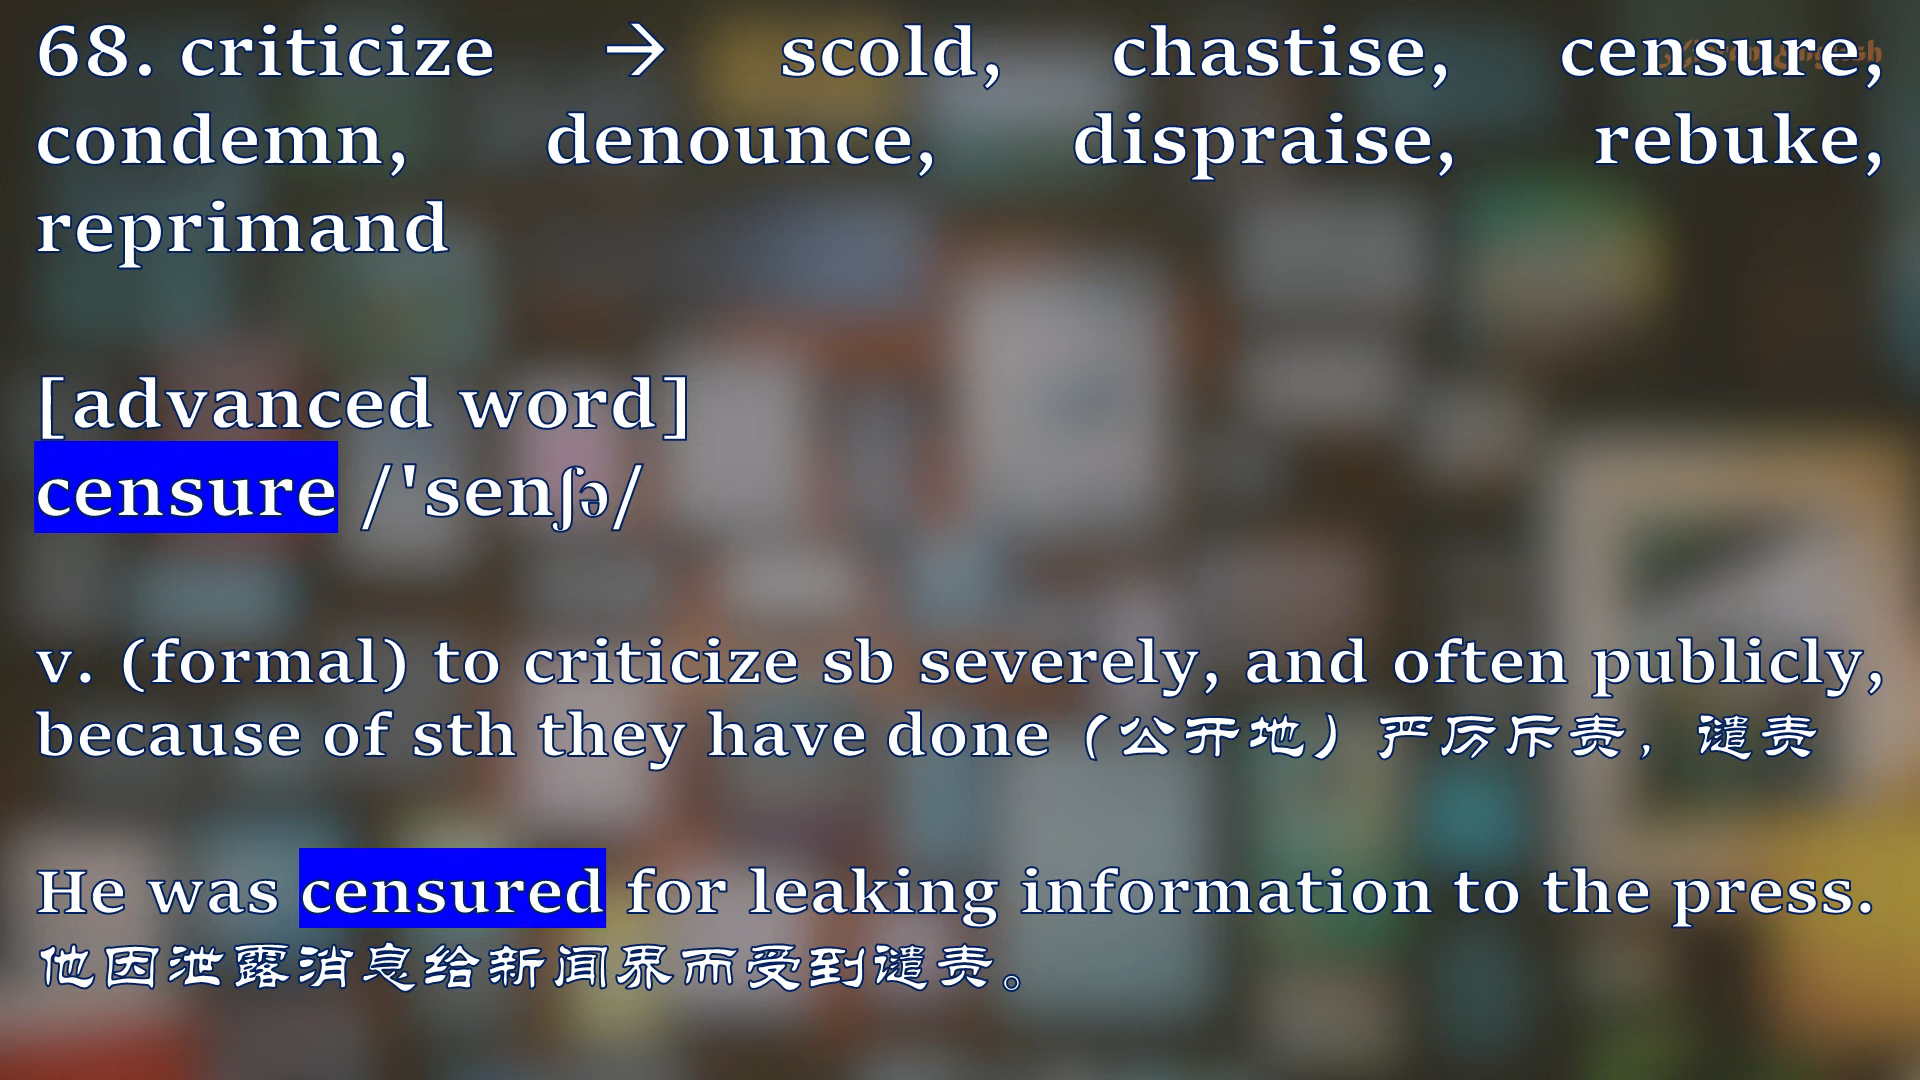 68. criticize → scold, chastise, censure,
condemn, denounce, dispraise, rebuke,
reprimand
[advanced word]
censure /'senʃə/
v. (formal) to criticize sb severely, and often publicly,
because of sth they have done（公开地）严厉斥责，谴责
He was censured for leaking information to the press.
他因泄露消息给新闻界而受到谴责。